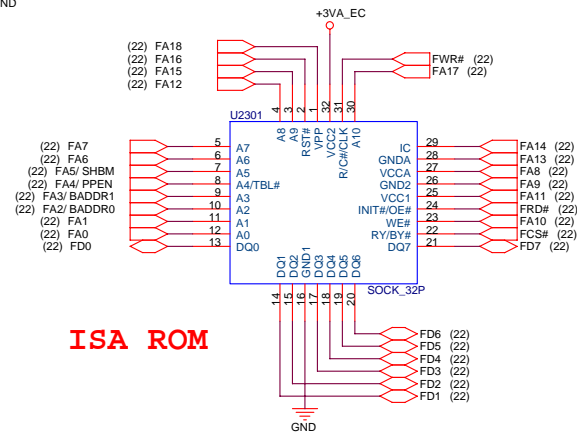 ND
+3VA_EC
(22) FA18
(22) FA16
(22) FA15
(22) FA12
FWR# (22)
FA17 (22)
4 3 2 1 32 31 30
U2301
A8 A9 RST# VPP VCC2 R/C#/CLK A10
(22) FA7 5 A7 IC 29 FA14 (22)
(22) FA6 6 A6 GNDA 28 FA13 (22)
(22) FA5/ SHBM 7 A5 VCCA 27 FA8 (22)
(22) FA4/ PPEN 8 A4/TBL# GND2 26 FA9 (22)
(22) FA3/ BADDR1 9 A3 VCC1 25 FA11 (22)
(22) FA2/ BADDR0 10 A2 INIT#/OE# 24 FRD# (22)
(22) FA1 11 A1 WE# 23 FA10 (22)
(22) FA0 12 A0 RY/BY# 22 FCS# (22)
(22) FD0 13 DQ0 DQ7 21 FD7 (22)
DQ1 DQ2 GND1 DQ3 DQ4 DQ5 DQ6
SOCK_32P
14 15 16 17 18 19 20
ISA ROM
FD6 (22)
FD5 (22)
FD4 (22)
FD3 (22)
FD2 (22)
FD1 (22)
GND